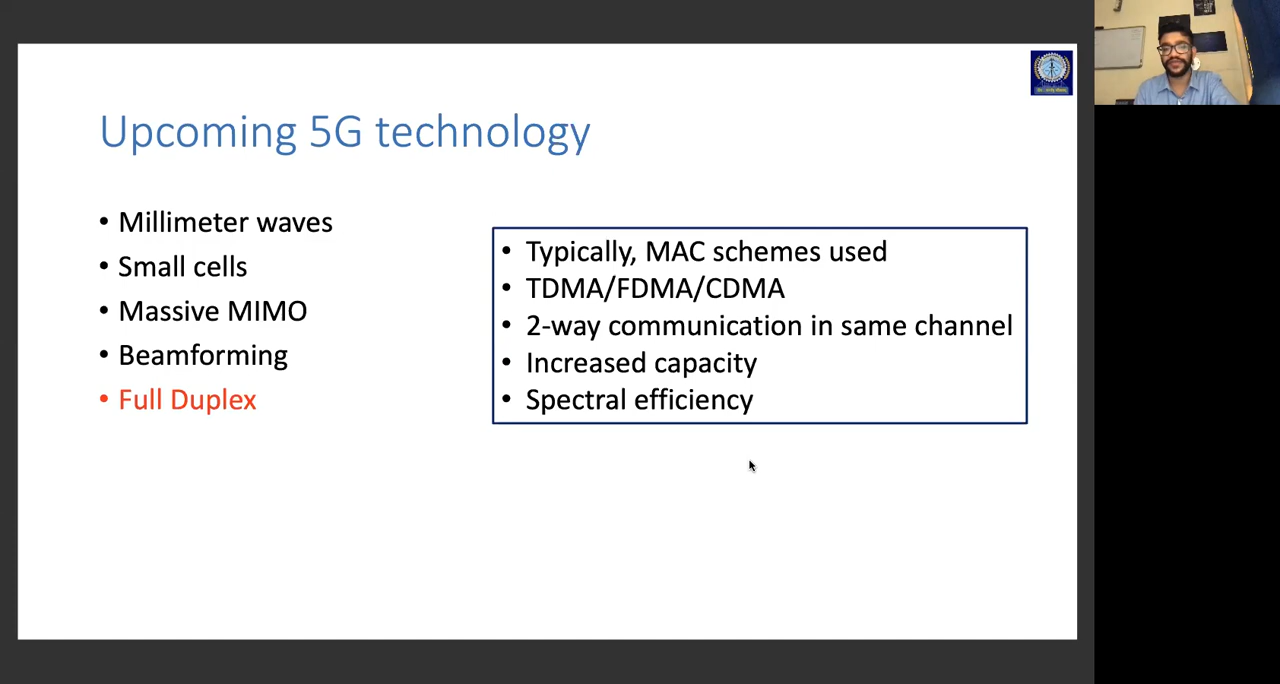 Upcoming 5G technology
• Millimeter waves
• Small cells
• Massive MIMO
• Beamforming
• Full Duplex
• Typically, MAC schemes used
• TDMA/FDMA/CDMA
• 2-way communication in same channel
• Increased capacity
• Spectral efficiency